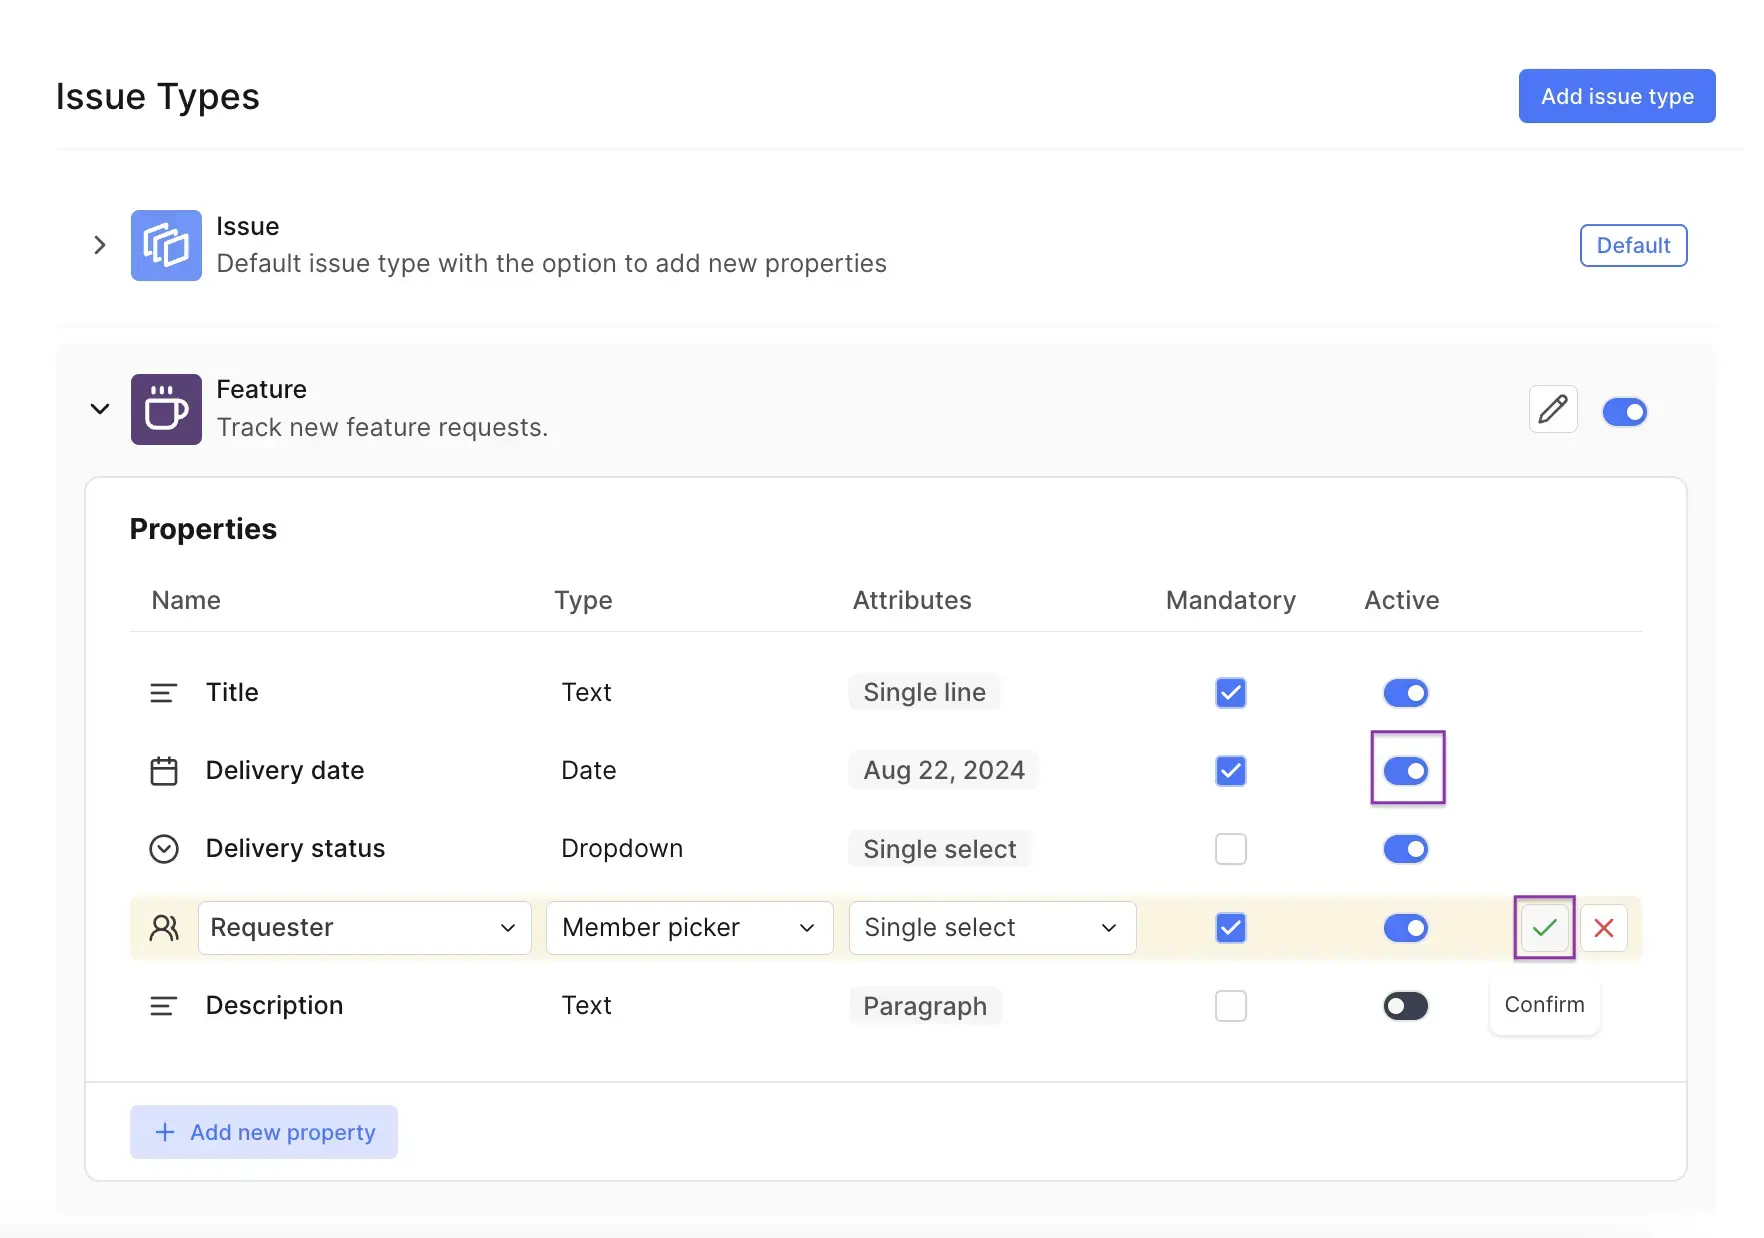 Issue Types
Add issue type
Issue
Default issue type with the option to add new properties
Default
Feature
Track new feature requests.
Properties
Name Type Attributes Mandatory Active
Title Text Single line
Delivery date Date Aug 22, 2024
Delivery status Dropdown Single select
Requester Member picker Single select
Description Text Paragraph
Confirm
+ Add new property